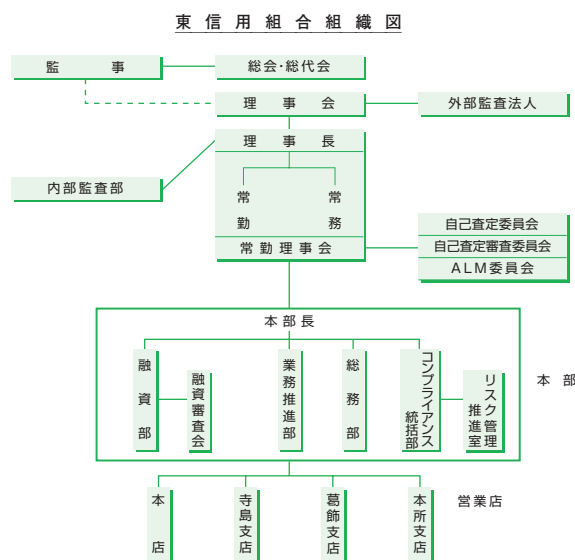 東信用組合組織図
監事
総会・総代会
理事会
外部監査法人
理事長
内部監査部
常勤
常務
常勤理事会
自己査定委員会
自己査定審査委員会
ALM委員会
本部長
融資部
融資審査会
業務推進部
総務部
コンプライアンス
統括部
リスク管理
推進室
本部
本店
寺島支店
葛飾支店
本所支店
営業店